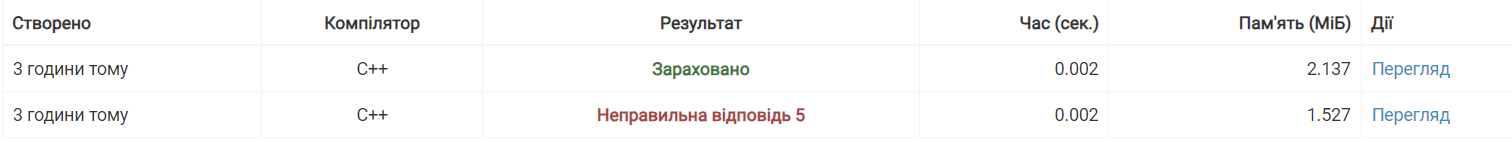 Створено Компілятор Результат Час (сек.) Пам'ять (МіБ) Дії
3 години тому C++ Зараховано 0.002 2.137 Перегляд
3 години тому C++ Неправильна відповідь 5 0.002 1.527 Перегляд